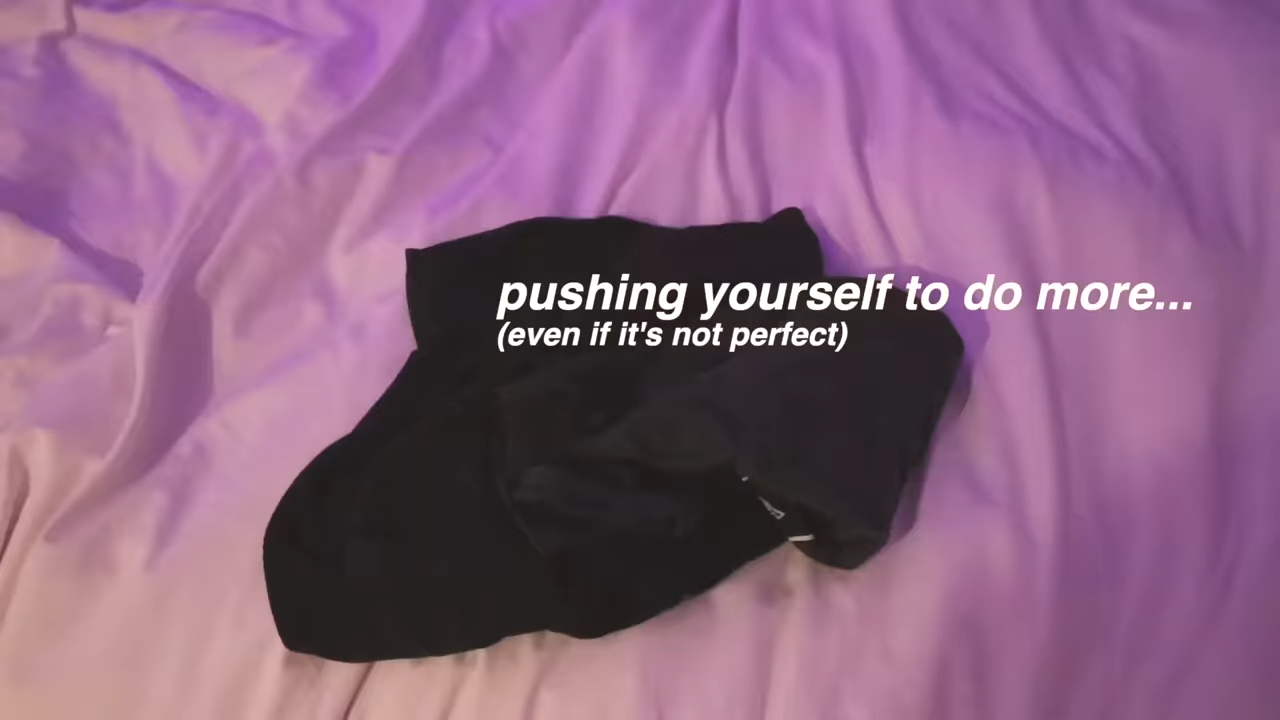 pushing yourself to do more...
(even if it's not perfect)